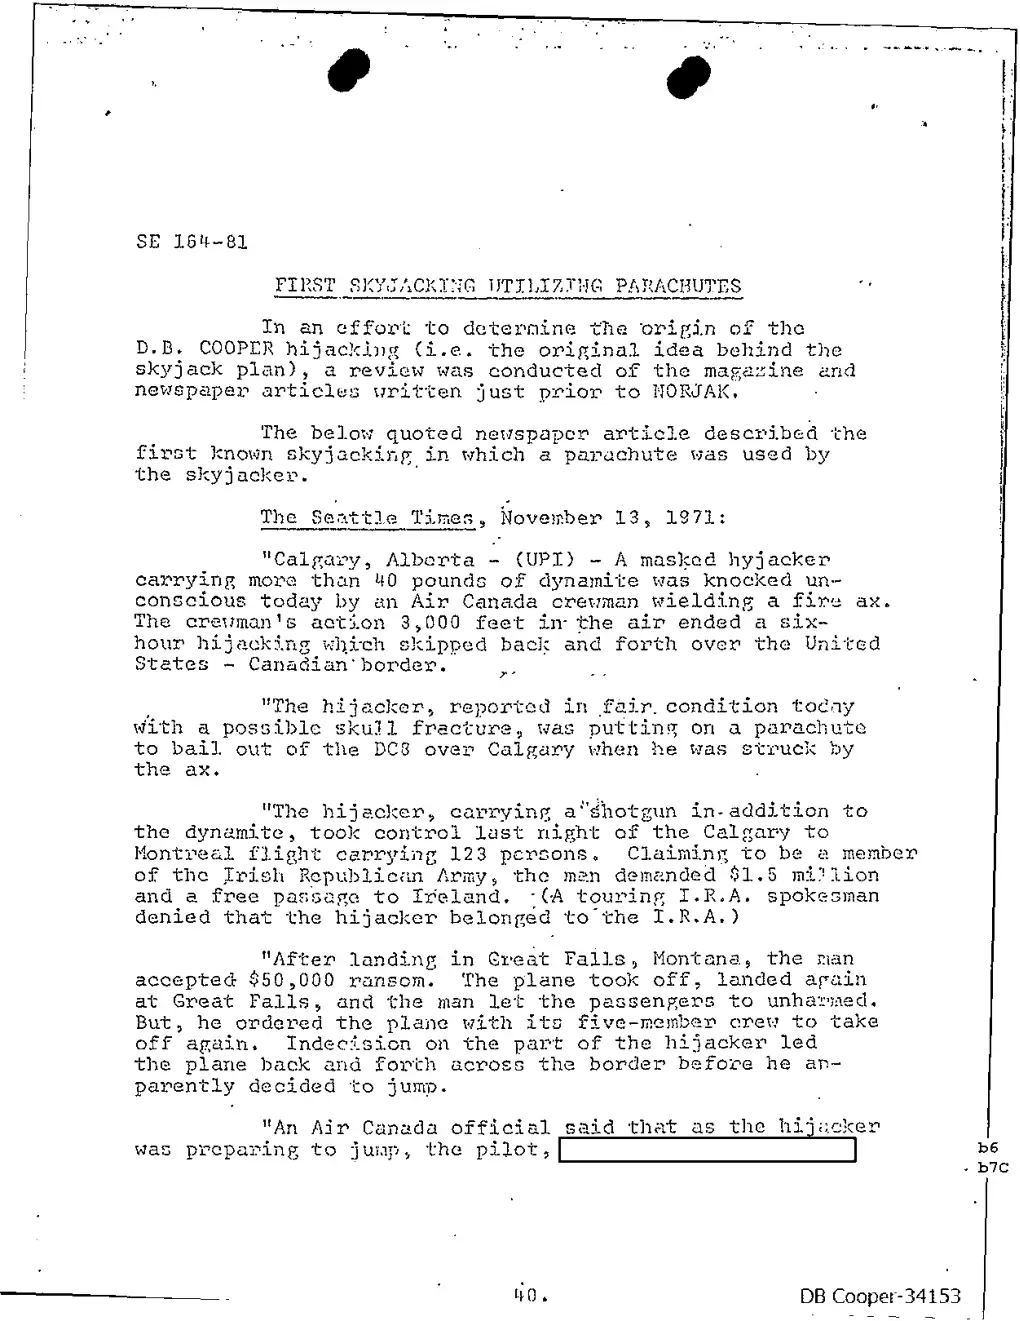 SE 164-81
FIRST SKYJACKING UTILIZING PARACHUTES
In an effort to determine the origin of the
D.B. COOPER hijacking (i.e. the original idea behind the
skyjack plan), a review was conducted of the magazine and
newspaper articles written just prior to NORJAK.
The below quoted newspaper article described the
first known skyjacking in which a parachute was used by
the skyjacker.
The Seattle Times, November 13, 1971:
"Calgary, Alberta - (UPI) - A masked hyjacker
carrying more than 40 pounds of dynamite was knocked un-
conscious today by an Air Canada crewman wielding a fire ax.
The crewman's action 3,000 feet in the air ended a six-
hour hijacking which skipped back and forth over the United
States - Canadian border.
"The hijacker, reported in fair condition today
with a possible skull fracture, was putting on a parachute
to bail out of the DC8 over Calgary when he was struck by
the ax.
"The hijacker, carrying a shotgun in addition to
the dynamite, took control last night of the Calgary to
Montreal flight carrying 123 persons. Claiming to be a member
of the Irish Republican Army, the man demanded $1.5 million
and a free passage to Ireland. (A touring I.R.A. spokesman
denied that the hijacker belonged to the I.R.A.)
"After landing in Great Falls, Montana, the man
accepted $50,000 ransom. The plane took off, landed again
at Great Falls, and the man let the passengers to unharmed.
But, he ordered the plane with its five-member crew to take
off again. Indecision on the part of the hijacker led
the plane back and forth across the border before he ap-
parently decided to jump.
"An Air Canada official said that as the hijacker
was preparing to jump, the pilot,
b6
b7C
40.
DB Cooper-34153